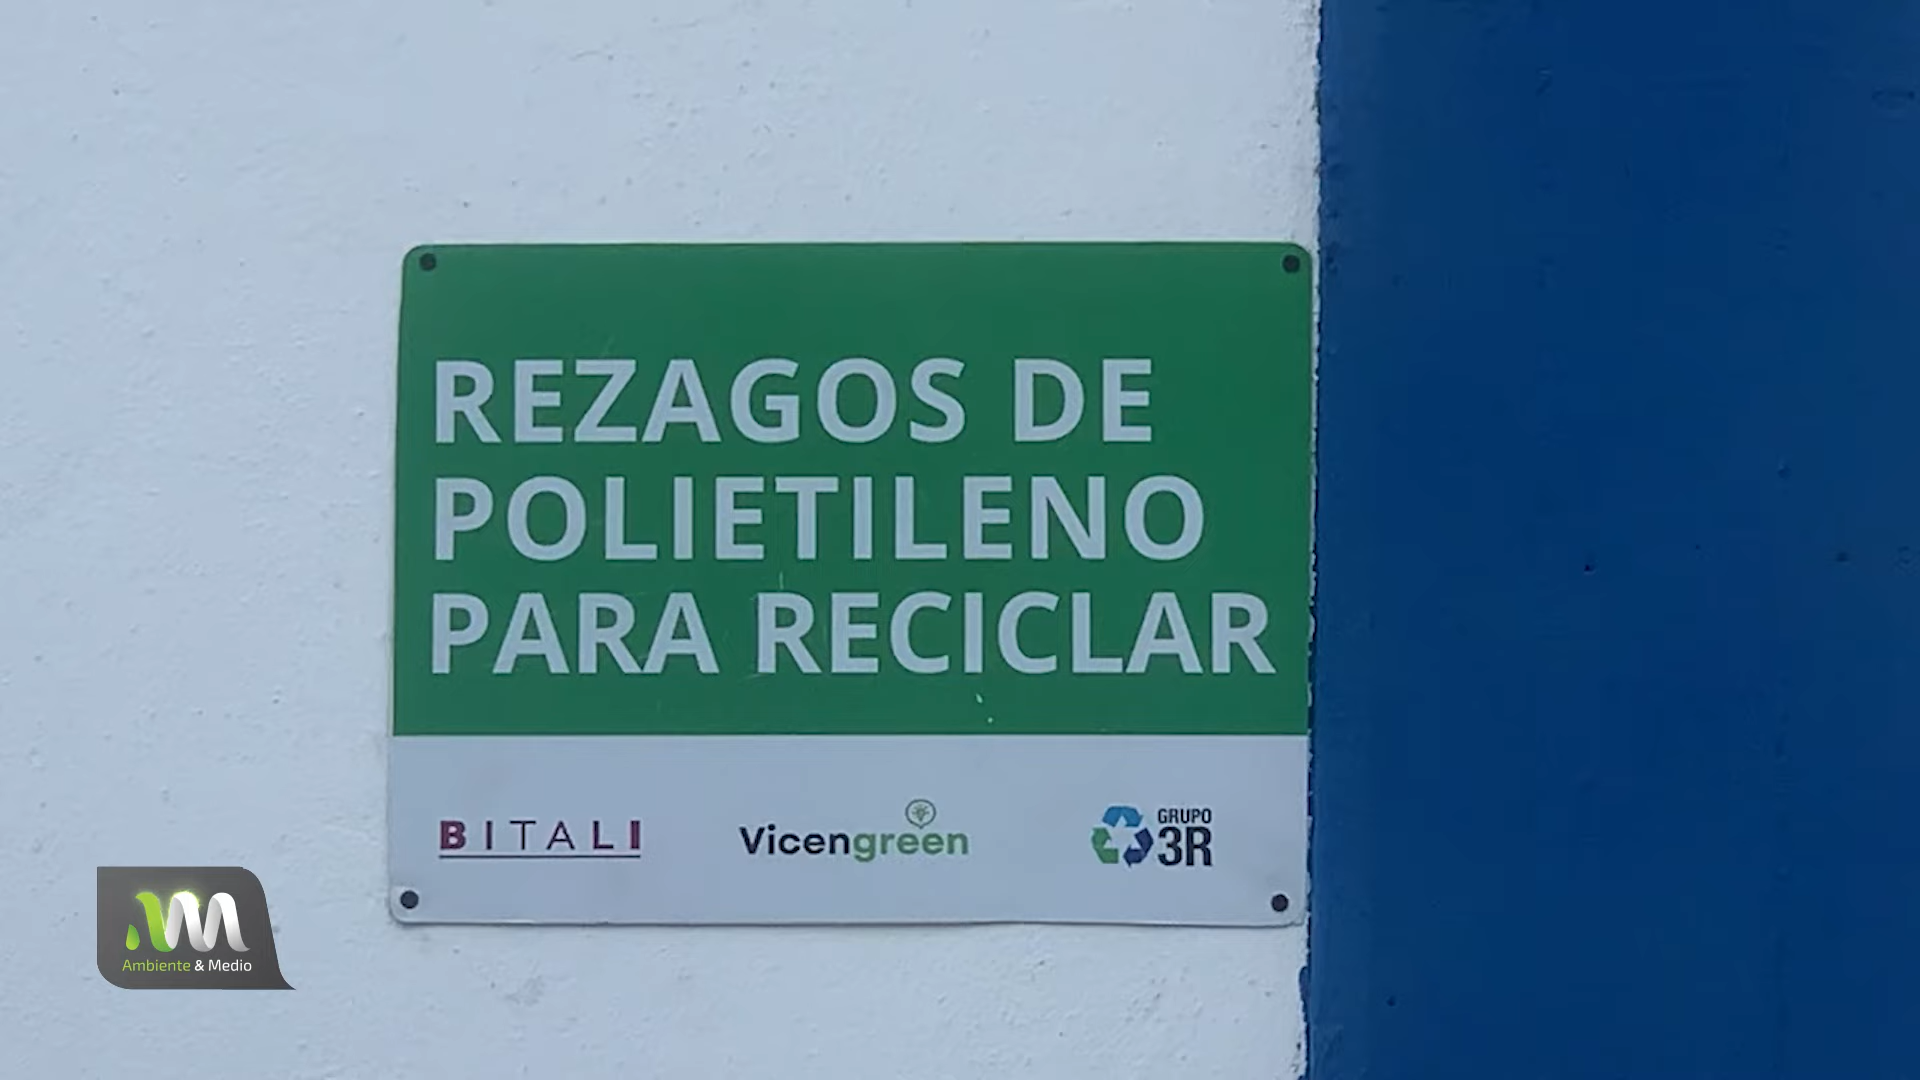 REZAGOS DE
POLIETILENO
PARA RECICLAR
BITALI
Vicengreen
GRUPO
3R
Ambiente & Medio